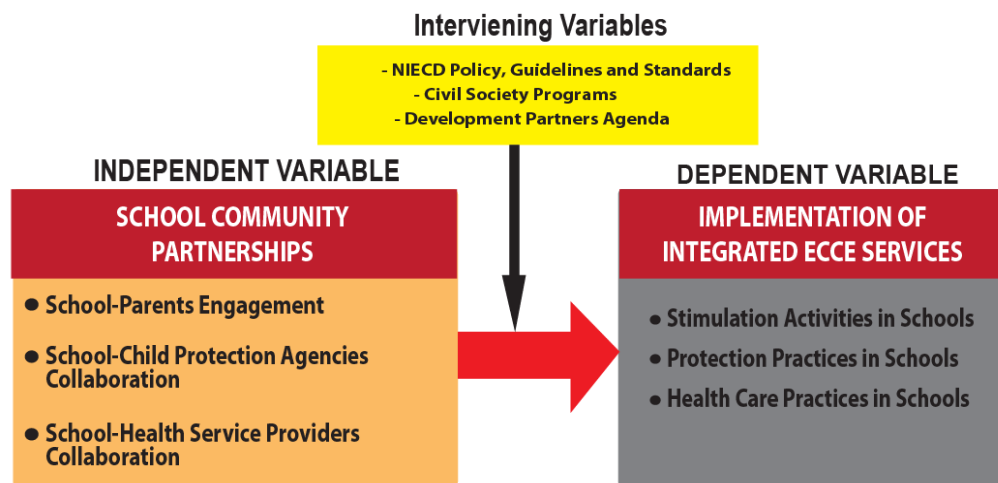 Interviening Variables
- NIECD Policy, Guidelines and Standards
- Civil Society Programs
- Development Partners Agenda
INDEPENDENT VARIABLE
SCHOOL COMMUNITY
PARTNERSHIPS
● School-Parents Engagement
● School-Child Protection Agencies
Collaboration
● School-Health Service Providers
Collaboration
DEPENDENT VARIABLE
IMPLEMENTATION OF
INTEGRATED ECCE SERVICES
● Stimulation Activities in Schools
● Protection Practices in Schools
● Health Care Practices in Schools